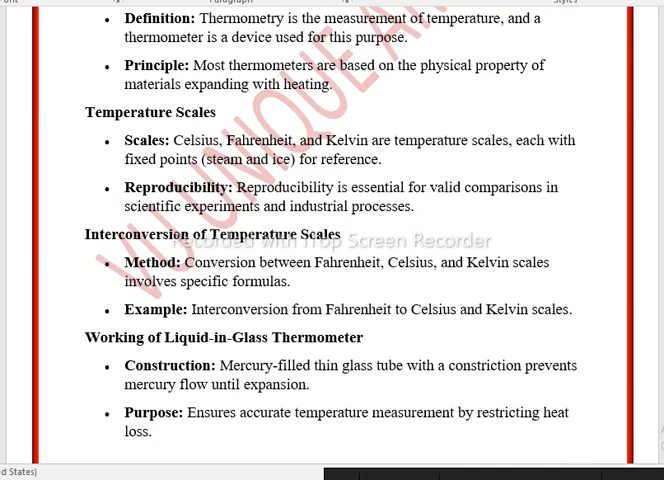 Paragraph
Styles
• Definition: Thermometry is the measurement of temperature, and a
thermometer is a device used for this purpose.
• Principle: Most thermometers are based on the physical property of
materials expanding with heating.
Temperature Scales
• Scales: Celsius, Fahrenheit, and Kelvin are temperature scales, each with
fixed points (steam and ice) for reference.
• Reproducibility: Reproducibility is essential for valid comparisons in
scientific experiments and industrial processes.
Interconversion of Temperature Scales
Recorded with iTop Screen Recorder
• Method: Conversion between Fahrenheit, Celsius, and Kelvin scales
involves specific formulas.
• Example: Interconversion from Fahrenheit to Celsius and Kelvin scales.
Working of Liquid-in-Glass Thermometer
• Construction: Mercury-filled thin glass tube with a constriction prevents
mercury flow until expansion.
• Purpose: Ensures accurate temperature measurement by restricting heat
loss.
VU UNIQUE
States)